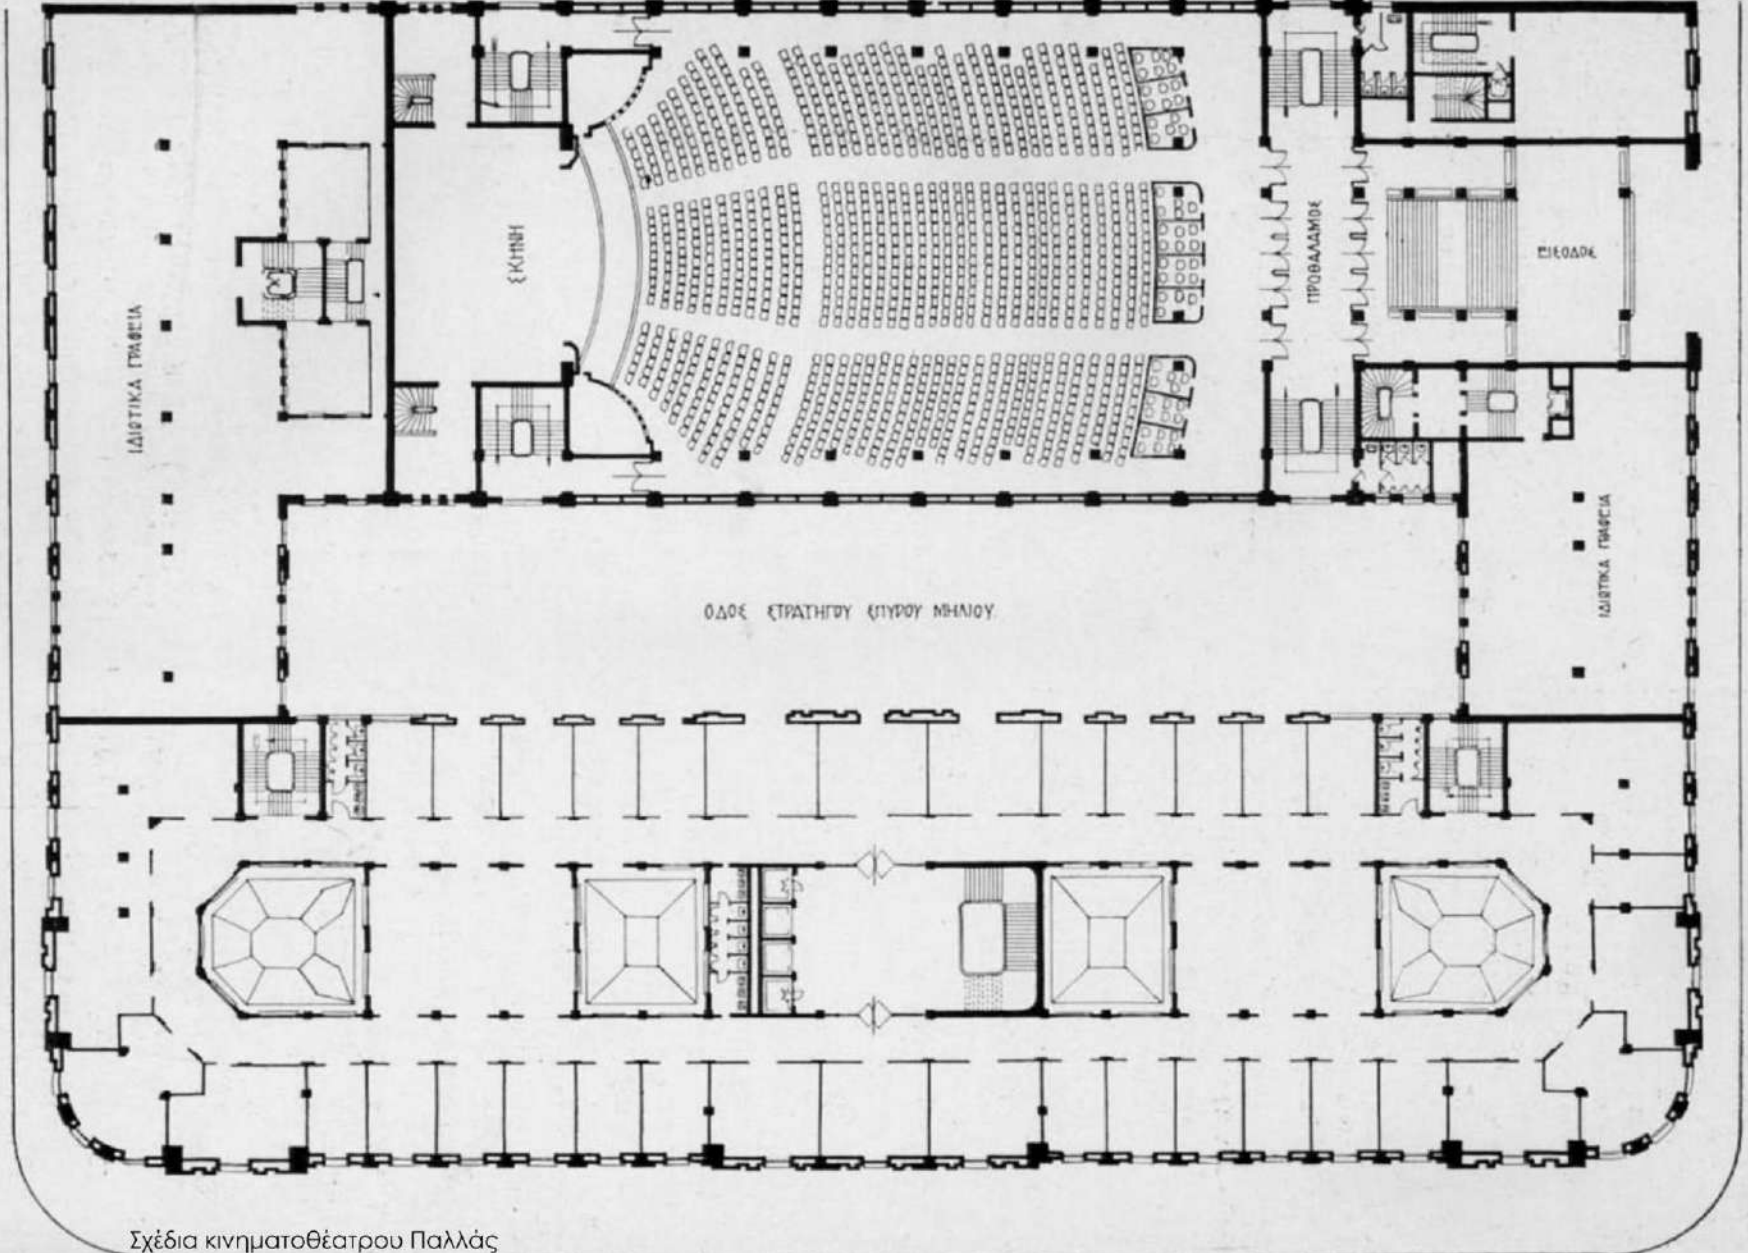 ΣΚΗΝΗ
ΠΡΟΘΑΛΑΜΟΣ
ΕΙΣΟΔΟΣ
ΙΔΙΩΤΙΚΑ ΓΡΑΦΕΙΑ
ΙΔΙΩΤΙΚΑ ΓΡΑΦΕΙΑ
ΟΔΟΣ ΣΤΡΑΤΗΓΟΥ ΣΠΥΡΟΥ ΜΗΛΙΟΥ
Σχέδια κινηματοθέατρου Παλλάς